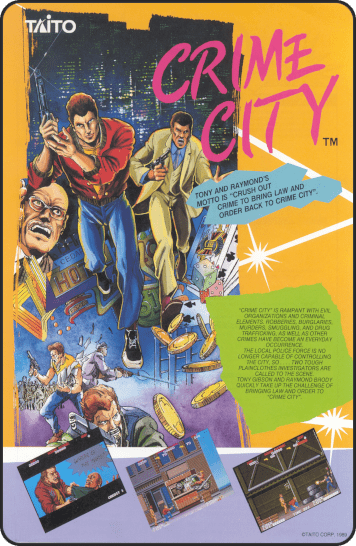 TAITO
CRIME
CITY
TM
TONY AND RAYMOND'S
MOTTO IS "CRUSH OUT
CRIME TO BRING LAW AND
ORDER BACK TO CRIME CITY".
"CRIME CITY" IS RAMPANT WITH EVIL
ORGANIZATIONS AND CRIMINAL
ELEMENTS. ROBBERIES, BURGLARIES,
MURDERS, SMUGGLING, AND DRUG
TRAFFICKING, AS WELL AS OTHER
CRIMES HAVE BECOME AN EVERYDAY
OCCURRENCE.
THE LOCAL POLICE FORCE IS NO
LONGER CAPABLE OF CONTROLLING
THE CITY, SO . . . . TWO TOUGH
PLAINCLOTHES INVESTIGATORS ARE
CALLED TO THE SCENE.
TONY GIBSON AND RAYMOND BRODY
QUICKLY TAKE UP THE CHALLENGE OF
BRINGING LAW AND ORDER TO
"CRIME CITY".
HOT
CREDIT
©TAITO CORP.